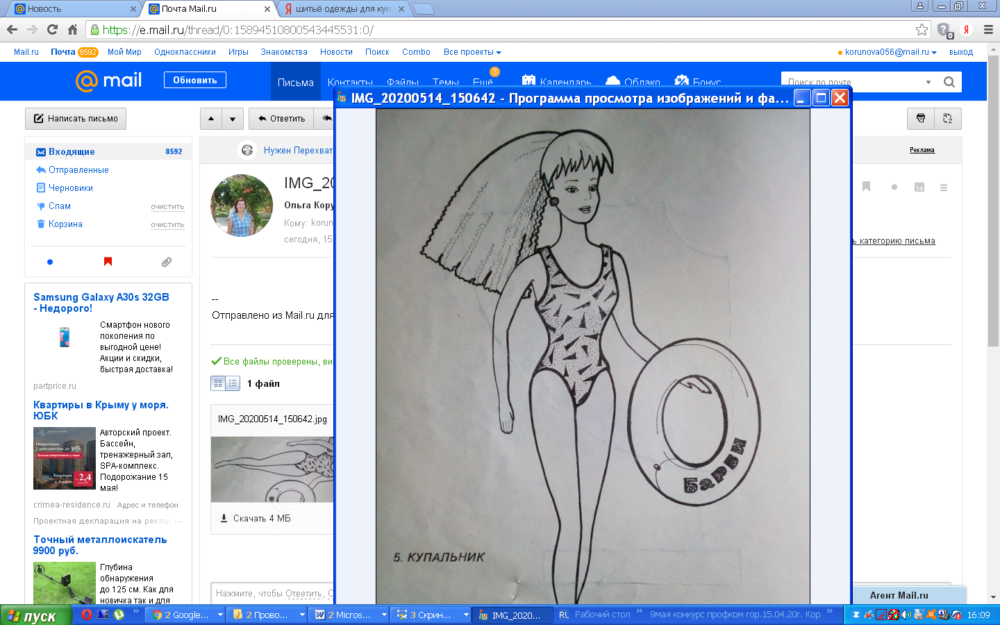 Новость
Почта Mail.ru
шитьё одежды для кук
https://e.mail.ru/thread/0:15894510800543445531:0/
Mail.ru Почта 8592 Мой Мир Одноклассники Игры Знакомства Новости Поиск Combo Все проекты
korunova056@mail.ru выход
mail
Обновить
Письма Контакты Файлы Темы Ещё 3 14 Календарь Облако Бонус
Поиск по почте
IMG_20200514_150642 - Программа просмотра изображений и фа...
Написать письмо
Ответить
Входящие 8592
Отправленные
Черновики
Спам очистить
Корзина очистить
Нужен Перехват
Реклама
IMG_20
Ольга Кору
Кому: korun
сегодня, 15
14
ь категорию письма
--
Отправлено из Mail.ru для
Все файлы проверены, ви
1 файл
IMG_20200514_150642.jpg
Скачать 4 МБ
Нажмите, чтобы Ответить,
Samsung Galaxy A30s 32GB
- Недорого!
Смартфон нового
поколения по
выгодной цене!
Акции и скидки,
быстрая доставка!
partprice.ru
Квартиры в Крыму у моря.
ЮБК
Авторский проект.
Бассейн,
тренажерный зал,
SPA-комплекс.
Подорожание 15
мая!
2,4
crimea-residence.ru Адрес и телефон
Проектная декларация на рекла
Точный металлоискатель
9900 руб.
Глубина
обнаружения
до 125 см. Как для
новичка так и для
Барби
5. КУПАЛЬНИК
Агент Mail.ru
пуск
2 Google...
2 Прово...
2 Micros...
3 Скрин...
IMG_2020...
RU
Рабочий стол
9мая конкурс профком гор.15.04.20г. Кор
16:09